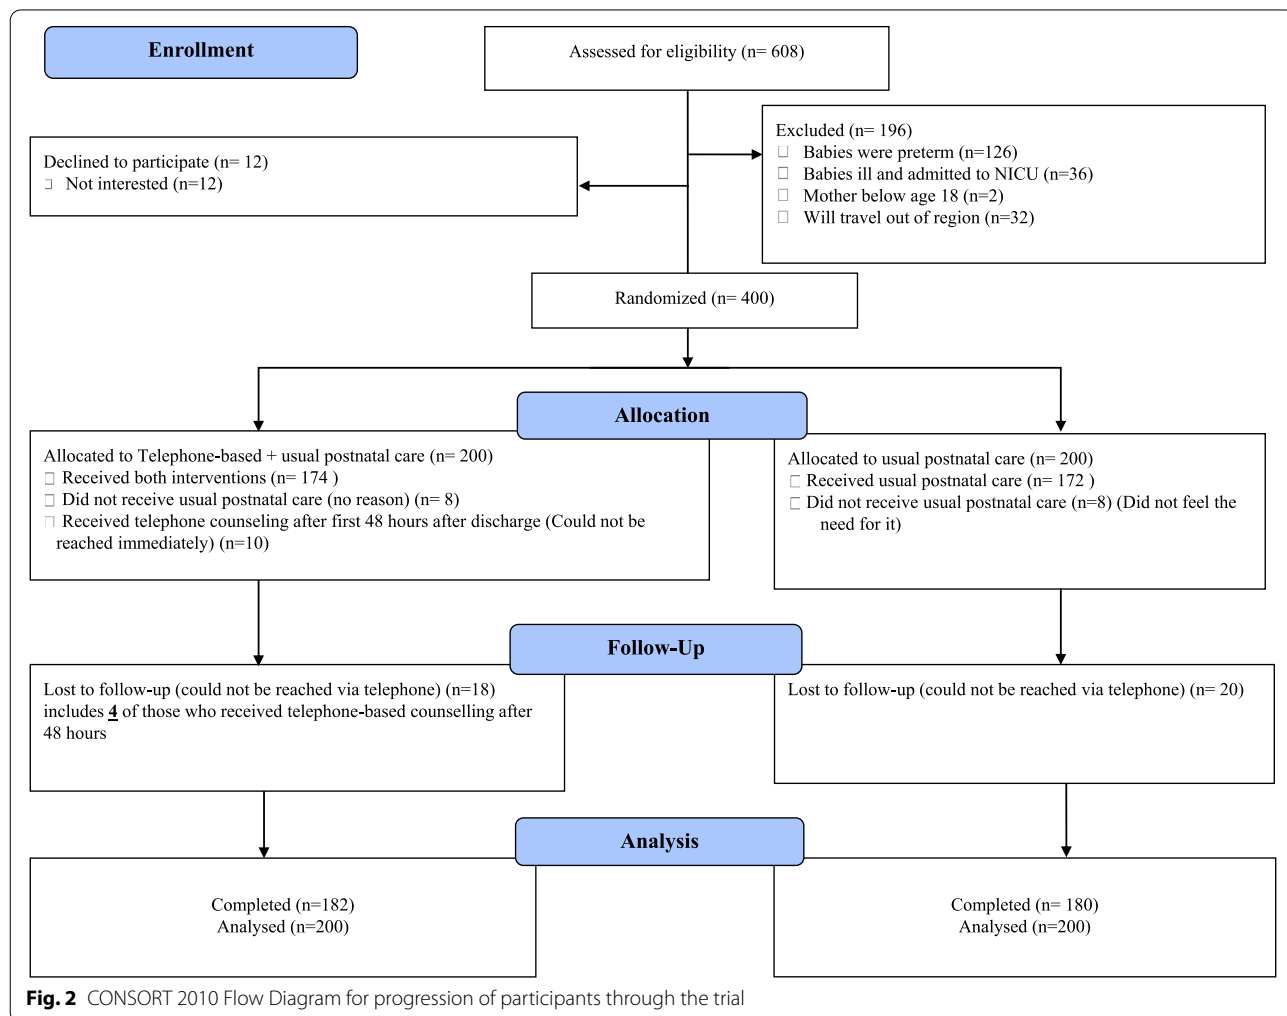 Enrollment
Assessed for eligibility (n= 608)
Declined to participate (n= 12)
Not interested (n=12)
Excluded (n= 196)
Babies were preterm (n=126)
Babies ill and admitted to NICU (n=36)
Mother below age 18 (n=2)
Will travel out of region (n=32)
Randomized (n= 400)
Allocation
Allocated to Telephone-based + usual postnatal care (n= 200)
Received both interventions (n= 174 )
Did not receive usual postnatal care (no reason) (n= 8)
Received telephone counseling after first 48 hours after discharge (Could not be
reached immediately) (n=10)
Allocated to usual postnatal care (n= 200)
Received usual postnatal care (n= 172 )
Did not receive usual postnatal care (n=8) (Did not feel the
need for it)
Follow-Up
Lost to follow-up (could not be reached via telephone) (n=18)
includes 4 of those who received telephone-based counselling after
48 hours
Lost to follow-up (could not be reached via telephone) (n= 20)
Analysis
Completed (n=182)
Analysed (n=200)
Completed (n= 180)
Analysed (n=200)
Fig. 2 CONSORT 2010 Flow Diagram for progression of participants through the trial